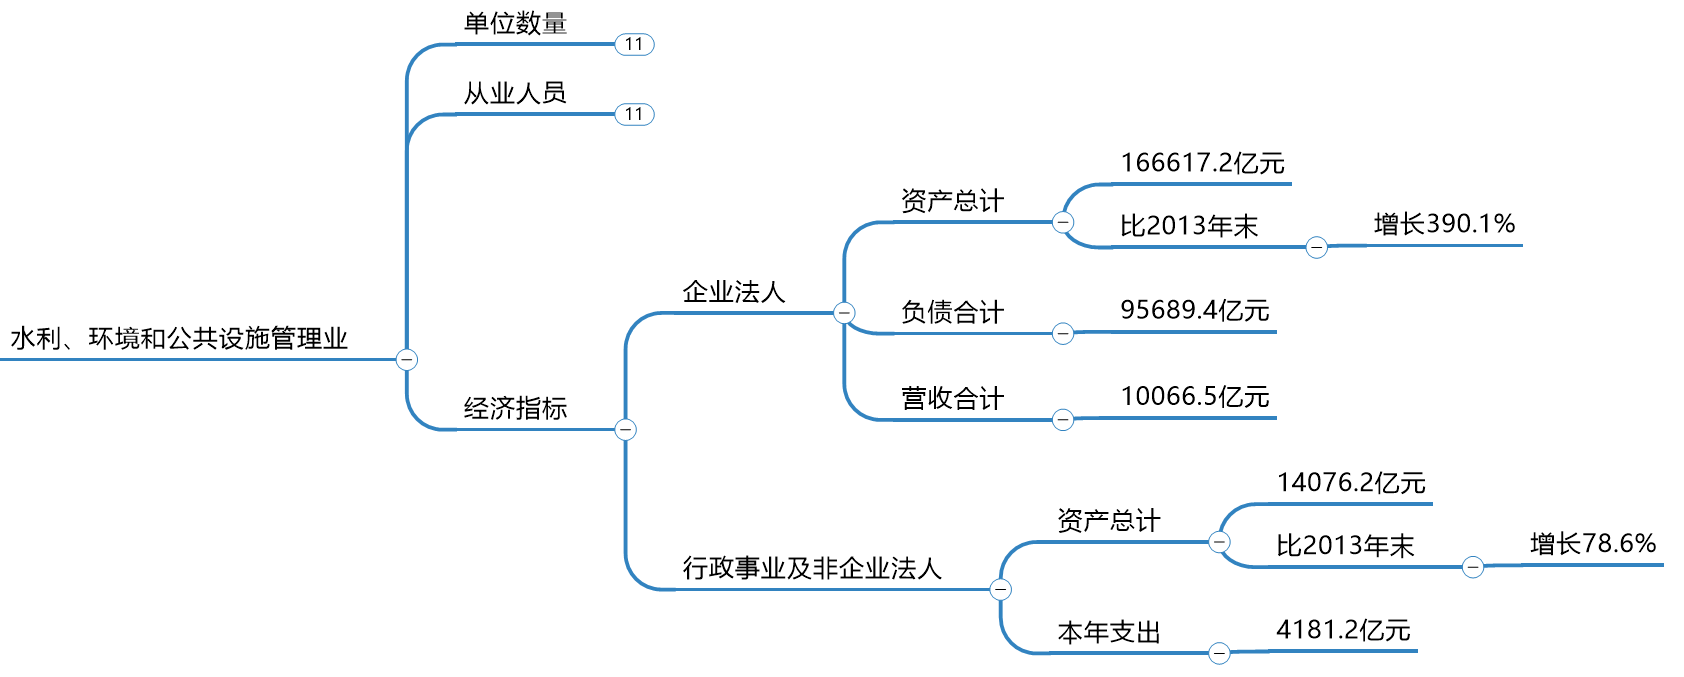 水利、环境和公共设施管理业
单位数量
11
从业人员
11
经济指标
企业法人
资产总计
166617.2亿元
比2013年末
增长390.1%
负债合计
95689.4亿元
营收合计
10066.5亿元
行政事业及非企业法人
资产总计
14076.2亿元
比2013年末
增长78.6%
本年支出
4181.2亿元